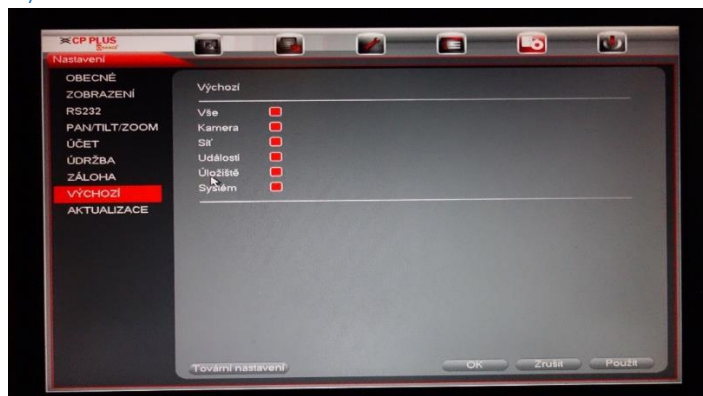 CP PLUS
Nastavení
OBECNÉ
ZOBRAZENÍ
RS232
PAN/TILT/ZOOM
ÚČET
ÚDRŽBA
ZÁLOHA
VÝCHOZÍ
AKTUALIZACE
Výchozí
Vše
Kamera
Síť
Události
Úložiště
Systém
Tovární nastavení
OK
Zrušit
Použít